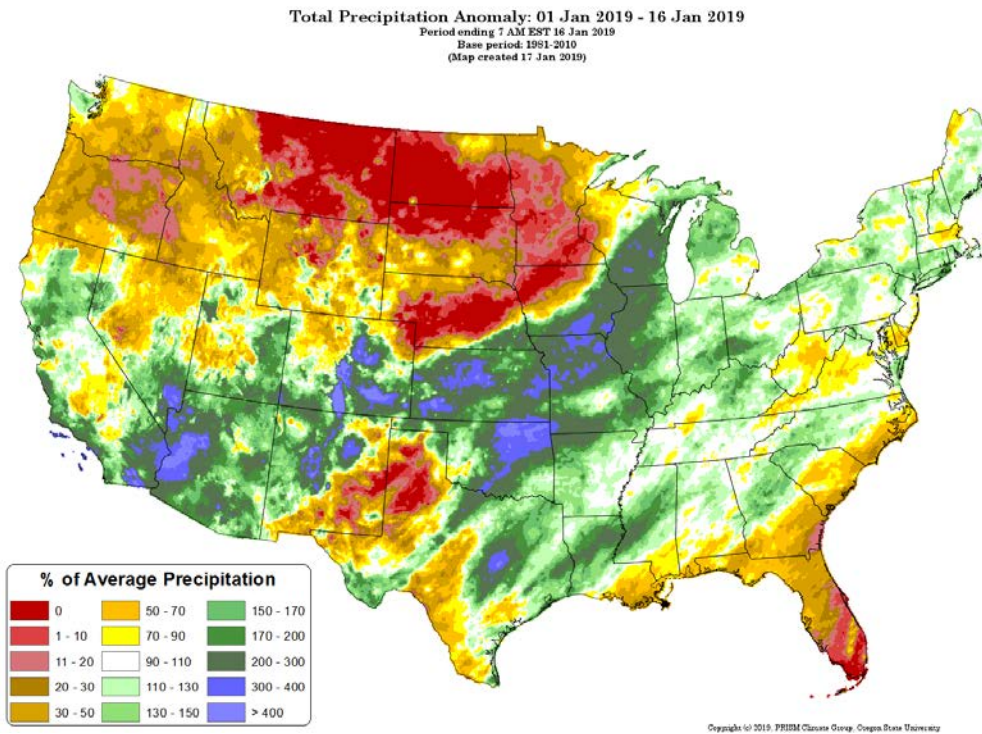 Total Precipitation Anomaly: 01 Jan 2019 - 16 Jan 2019
Period ending 7 AM EST 16 Jan 2019
Base period: 1981-2010
(Map created 17 Jan 2019)
% of Average Precipitation
0 50 - 70 150 - 170
1 - 10 70 - 90 170 - 200
11 - 20 90 - 110 200 - 300
20 - 30 110 - 130 300 - 400
30 - 50 130 - 150 > 400
Copyright (c) 2019, PRISM Climate Group, Oregon State University